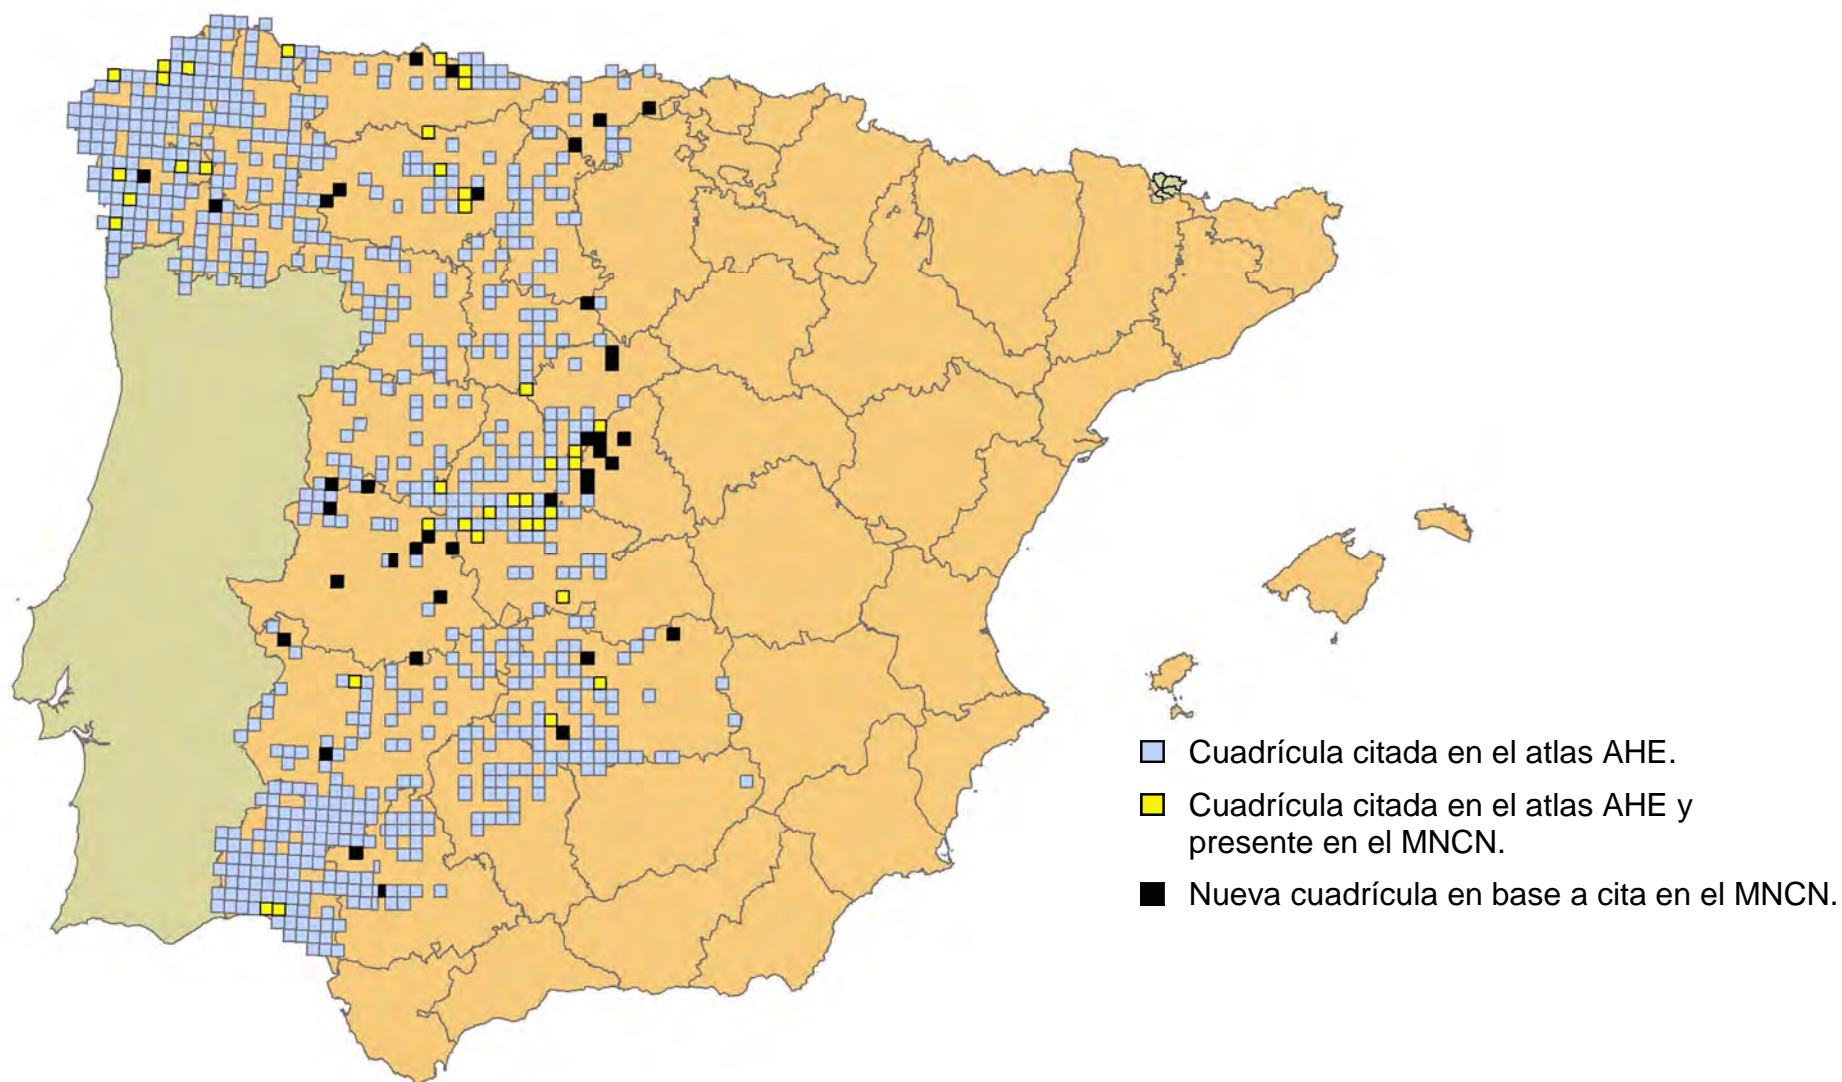 Cuadrícula citada en el atlas AHE.
Cuadrícula citada en el atlas AHE y
presente en el MNCN.
Nueva cuadrícula en base a cita en el MNCN.